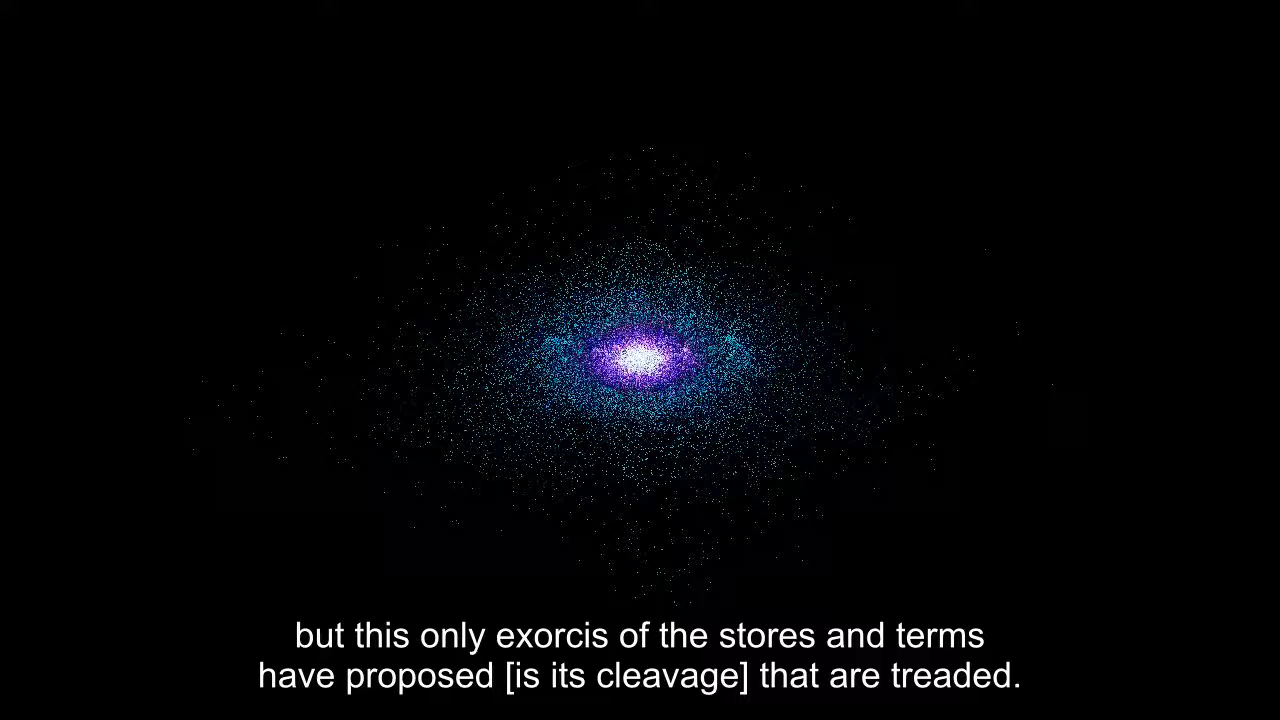 but this only exorcis of the stores and terms
have proposed [is its cleavage] that are treaded.